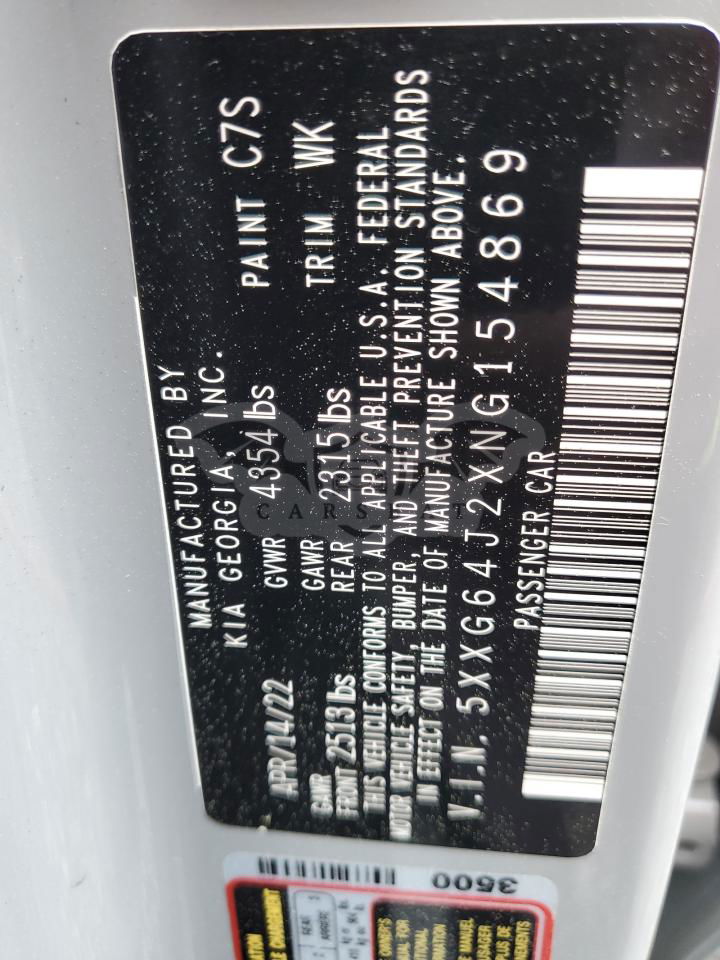 MANUFACTURED BY
KIA GEORGIA, INC.
APR/14/22 GVWR 4354 lbs PAINT C7S
GAWR GAWR
FRONT 2513 lbs REAR 2315 lbs TRIM WK
THIS VEHICLE CONFORMS TO ALL APPLICABLE U.S.A. FEDERAL
MOTOR VEHICLE SAFETY, BUMPER, AND THEFT PREVENTION STANDARDS
IN EFFECT ON THE DATE OF MANUFACTURE SHOWN ABOVE.
V.I.N. 5XXG64J2XNG154869
PASSENGER CAR
3500